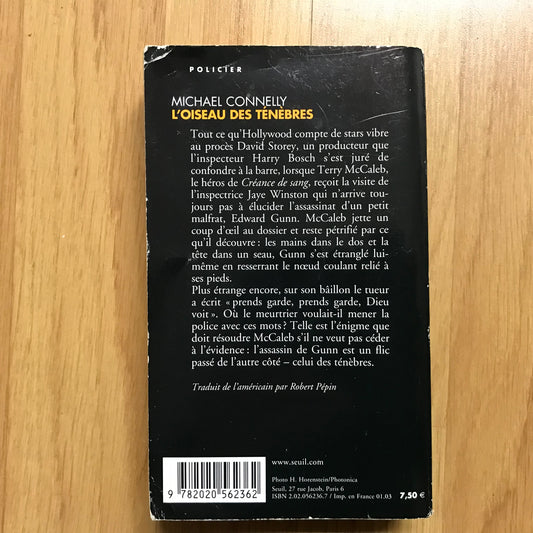 POLICIER
MICHAEL CONNELLY
L'OISEAU DES TÉNÈBRES
Tout ce qu'Hollywood compte de stars vibre
au procès David Storey, un producteur que
l'inspecteur Harry Bosch s'est juré de
confondre à la barre, lorsque Terry McCaleb,
le héros de Créance de sang, reçoit la visite de
l'inspectrice Jaye Winston qui n'arrive tou-
jours pas à élucider l'assassinat d'un petit
malfrat, Edward Gunn. McCaleb jette un
coup d'œil au dossier et reste pétrifié par ce
qu'il découvre : les mains dans le dos et la
tête dans un seau, Gunn s'est étranglé lui-
même en resserrant le nœud coulant relié à
ses pieds.
Plus étrange encore, sur son bâillon le tueur
a écrit « prends garde, prends garde, Dieu
voit ». Où le meurtrier voulait-il mener la
police avec ces mots ? Telle est l'énigme que
doit résoudre McCaleb s'il ne veut pas céder
à l'évidence : l'assassin de Gunn est un flic
passé de l'autre côté – celui des ténèbres.
Traduit de l'américain par Robert Pépin
www.seuil.com
Photo H. Horenstein/Photonica
Seuil, 27 rue Jacob, Paris 6
ISBN 2.02.056236.7 / Imp. en France 01.03 7,50 €
9 782020 562362